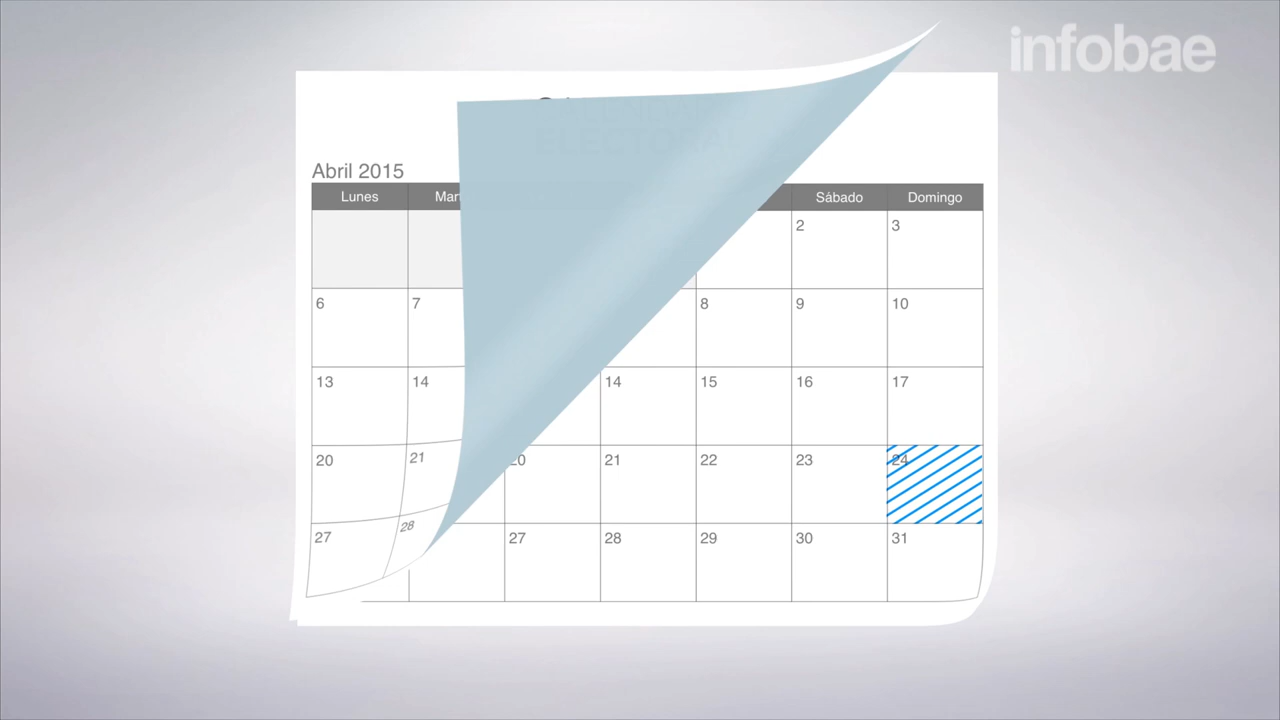 infobae
ELECTORAL
Abril 2015
Lunes Sábado Domingo
2 3
6 7 8 9 10
13 14 14 15 16 17
20 21 20 21 22 23 24
27 28 27 28 29 30 31